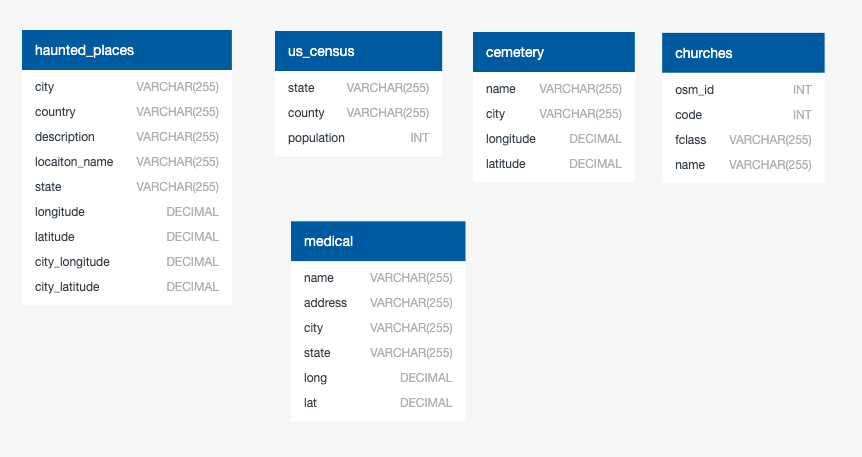 haunted_places
city VARCHAR(255)
country VARCHAR(255)
description VARCHAR(255)
locaiton_name VARCHAR(255)
state VARCHAR(255)
longitude DECIMAL
latitude DECIMAL
city_longitude DECIMAL
city_latitude DECIMAL
us_census
state VARCHAR(255)
county VARCHAR(255)
population INT
cemetery
name VARCHAR(255)
city VARCHAR(255)
longitude DECIMAL
latitude DECIMAL
churches
osm_id INT
code INT
fclass VARCHAR(255)
name VARCHAR(255)
medical
name VARCHAR(255)
address VARCHAR(255)
city VARCHAR(255)
state VARCHAR(255)
long DECIMAL
lat DECIMAL